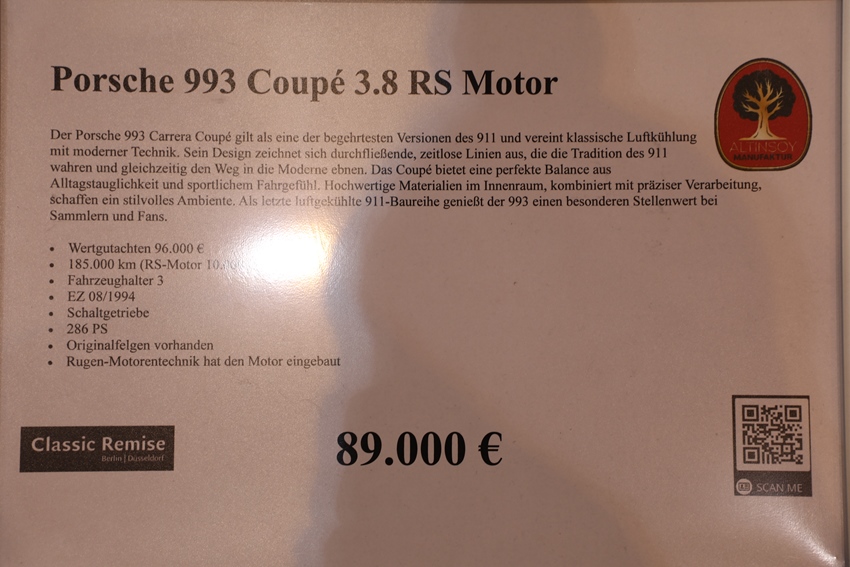 Porsche 993 Coupé 3.8 RS Motor
ALTINSOY
MANUFAKTUR
Der Porsche 993 Carrera Coupé gilt als eine der begehrtesten Versionen des 911 und vereint klassische Luftkühlung
mit moderner Technik. Sein Design zeichnet sich durchfließende, zeitlose Linien aus, die die Tradition des 911
wahren und gleichzeitig den Weg in die Moderne ebnen. Das Coupé bietet eine perfekte Balance aus
Alltagstauglichkeit und sportlichem Fahrgefühl. Hochwertige Materialien im Innenraum, kombiniert mit präziser Verarbeitung,
schaffen ein stilvolles Ambiente. Als letzte luftgekühlte 911-Baureihe genießt der 993 einen besonderen Stellenwert bei
Sammlern und Fans.
• Wertgutachten 96.000 €
• 185.000 km (RS-Motor
• Fahrzeughalter 3
• EZ 08/1994
• Schaltgetriebe
• 286 PS
• Originalfelgen vorhanden
• Rugen-Motorentechnik hat den Motor eingebaut
Classic Remise
Berlin | Düsseldorf
89.000 €
SCAN ME